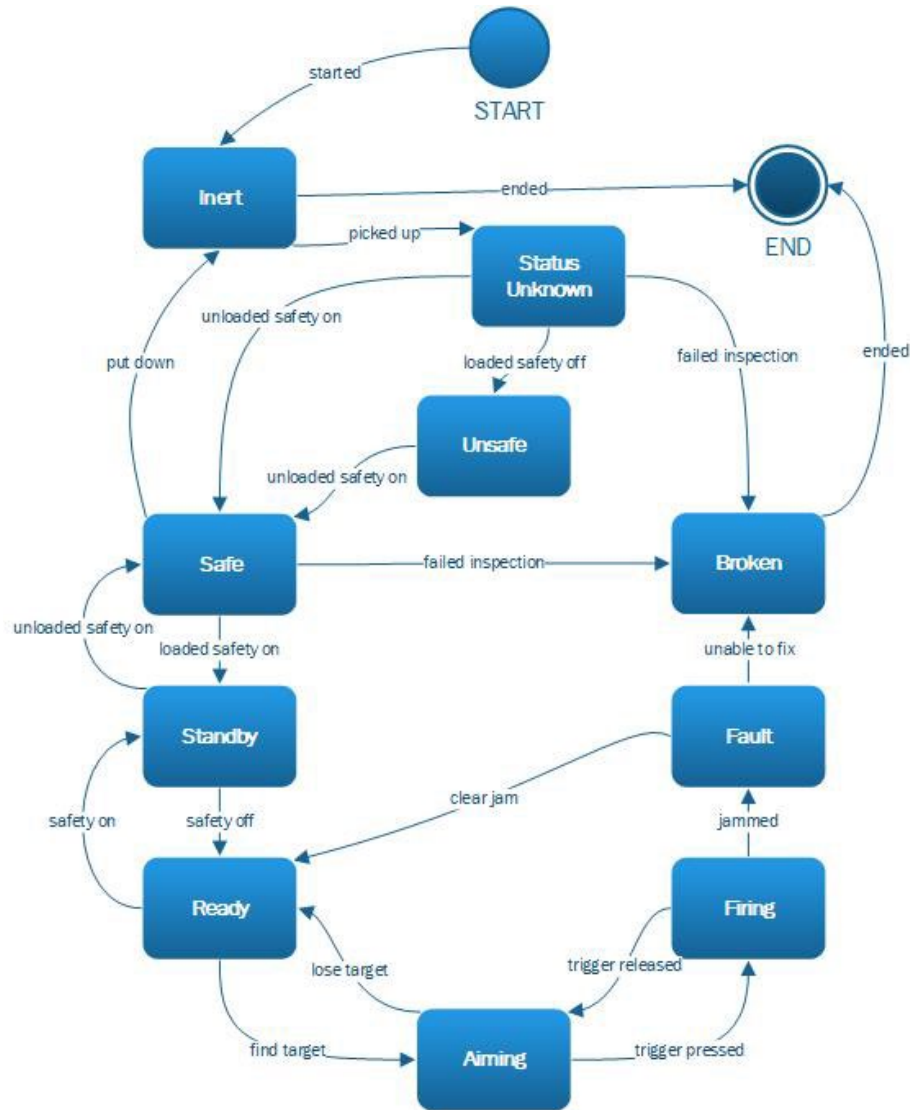 started
START
Inert
ended
END
picked up
Status
Unknown
unloaded safety on
put down
loaded safety off
failed inspection
ended
Unsafe
unloaded safety on
Safe
failed inspection
Broken
unloaded safety on
loaded safety on
unable to fix
Standby
Fault
clear jam
safety on
safety off
jammed
Ready
Firing
lose target
trigger released
find target
Aiming
trigger pressed